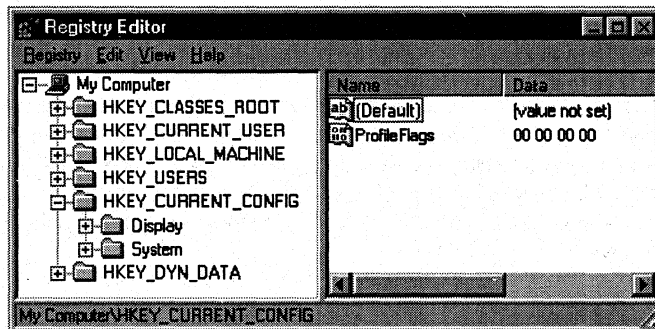 Registry Editor
Registry Edit View Help
My Computer
HKEY_CLASSES_ROOT
HKEY_CURRENT_USER
HKEY_LOCAL_MACHINE
HKEY_USERS
HKEY_CURRENT_CONFIG
Display
System
HKEY_DYN_DATA
Name Data
(Default) (value not set)
ProfileFlags 00 00 00 00
My Computer\HKEY_CURRENT_CONFIG